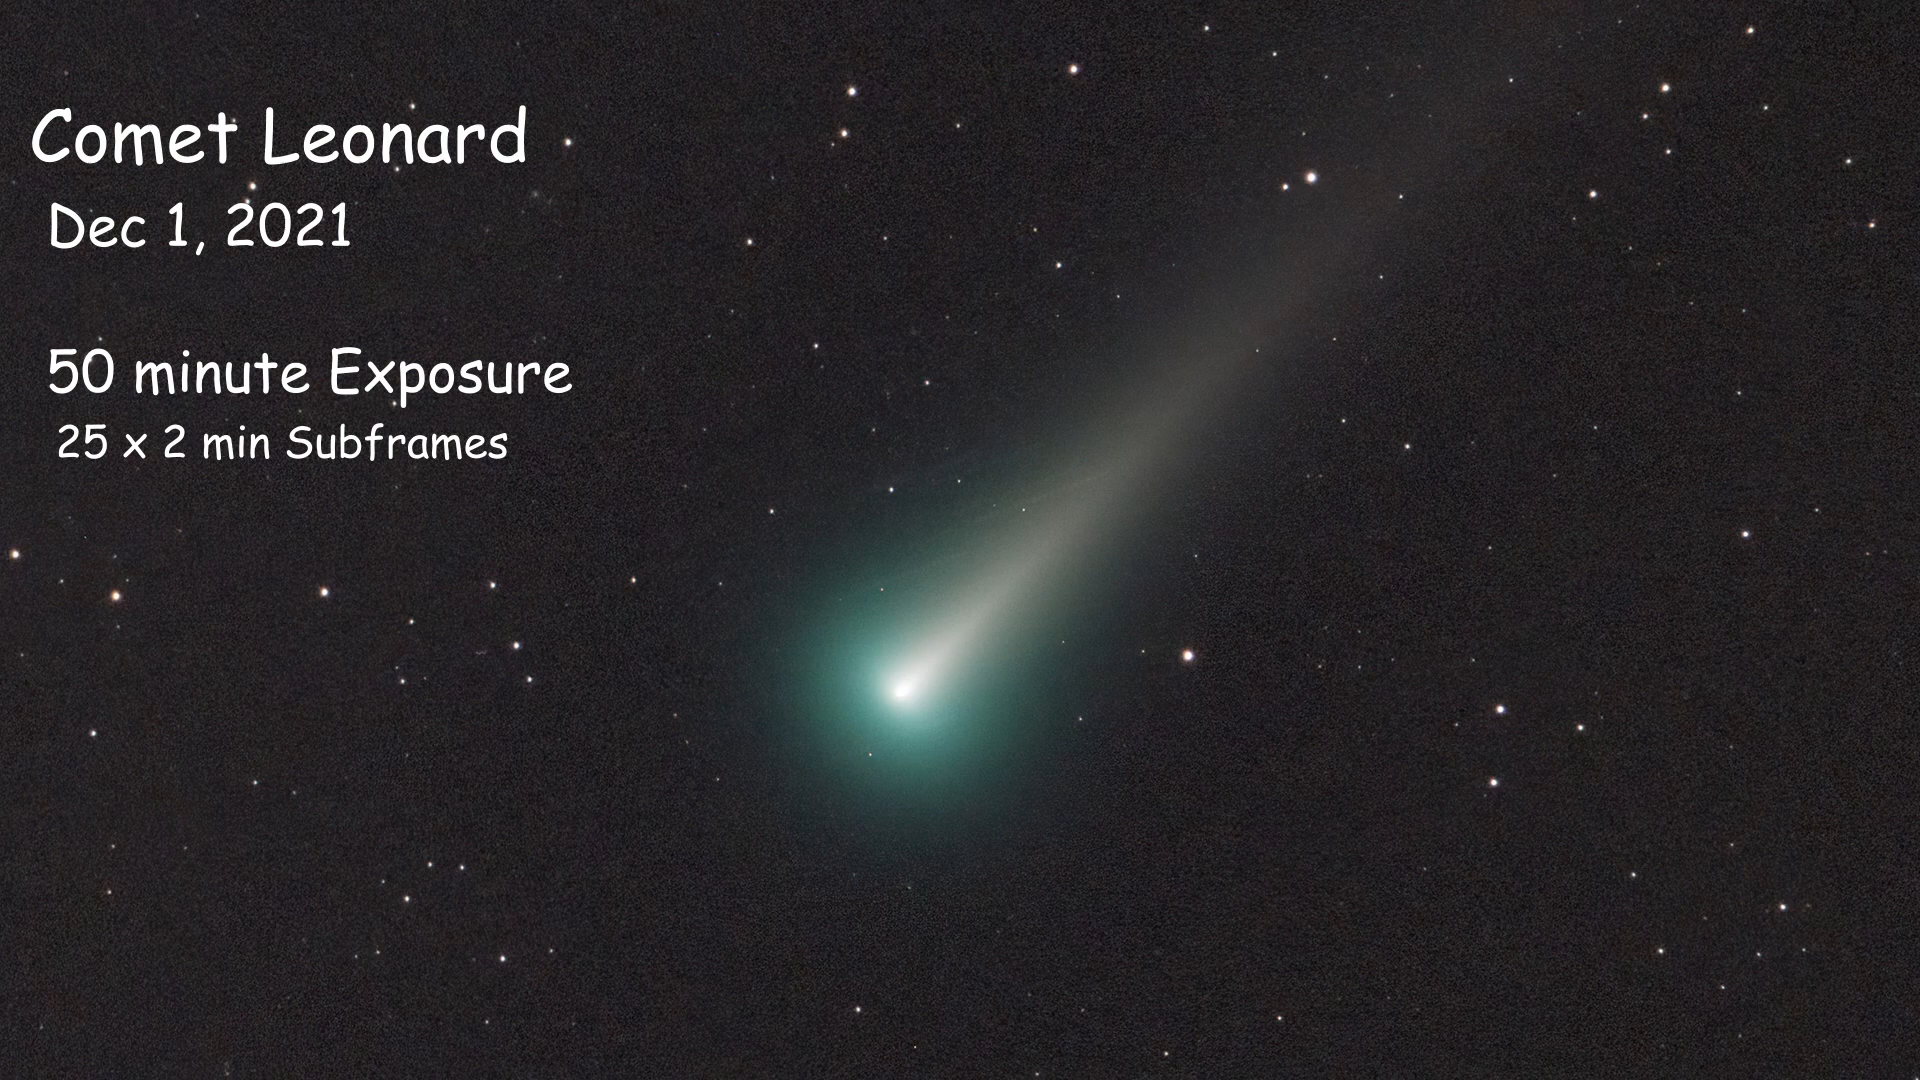 Comet Leonard
Dec 1, 2021
50 minute Exposure
25 x 2 min Subframes